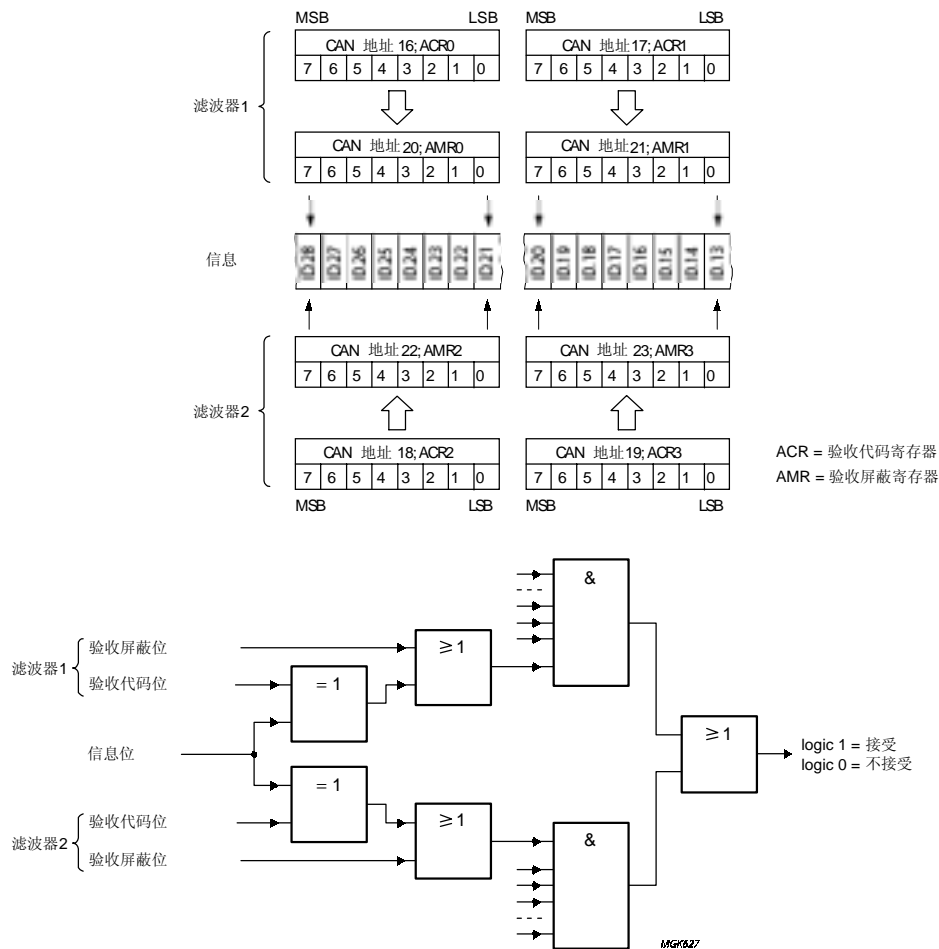 MSB LSB MSB LSB
CAN 地址 16; ACR0 CAN 地址 17; ACR1
7 6 5 4 3 2 1 0 7 6 5 4 3 2 1 0
滤波器1
CAN 地址 20; AMR0 CAN 地址 21; AMR1
7 6 5 4 3 2 1 0 7 6 5 4 3 2 1 0
信息
ID.28 ID.27 ID.26 ID.25 ID.24 ID.23 ID.22 ID.21 ID.20 ID.19 ID.18 ID.17 ID.16 ID.15 ID.14 ID.13
CAN 地址 22; AMR2 CAN 地址 23; AMR3
7 6 5 4 3 2 1 0 7 6 5 4 3 2 1 0
滤波器2
CAN 地址 18; ACR2 CAN 地址 19; ACR3
7 6 5 4 3 2 1 0 7 6 5 4 3 2 1 0
MSB LSB MSB LSB
ACR = 验收代码寄存器
AMR = 验收屏蔽寄存器
&
滤波器1
验收屏蔽位
≥1
验收代码位
= 1
信息位
≥1
logic 1 = 接受
logic 0 = 不接受
= 1
滤波器2
验收代码位
≥1
验收屏蔽位
&
MGK627